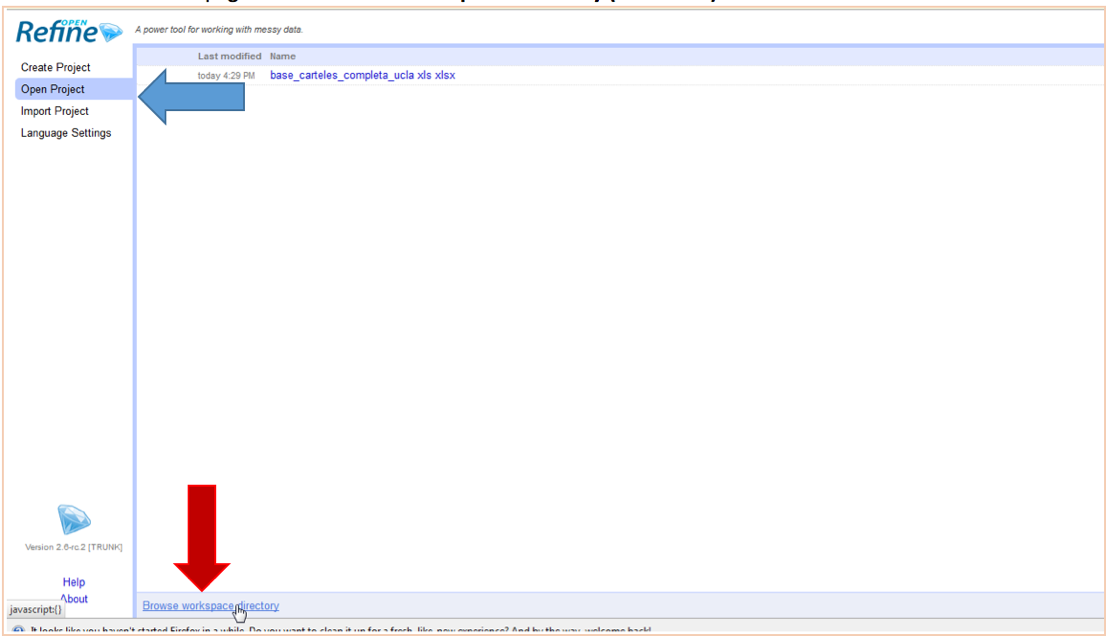 OPEN
Refine
A power tool for working with messy data.
Last modified Name
today 4:29 PM base_carteles_completa_ucla xls xlsx
Create Project
Open Project
Import Project
Language Settings
Version 2.6-rc.2 [TRUNK]
Help
About
javascript:{}
Browse workspace directory
It looks like you haven't started Firefox in a while. Do you want to clean it up for a fresh, like-new experience? And by the way, welcome back!